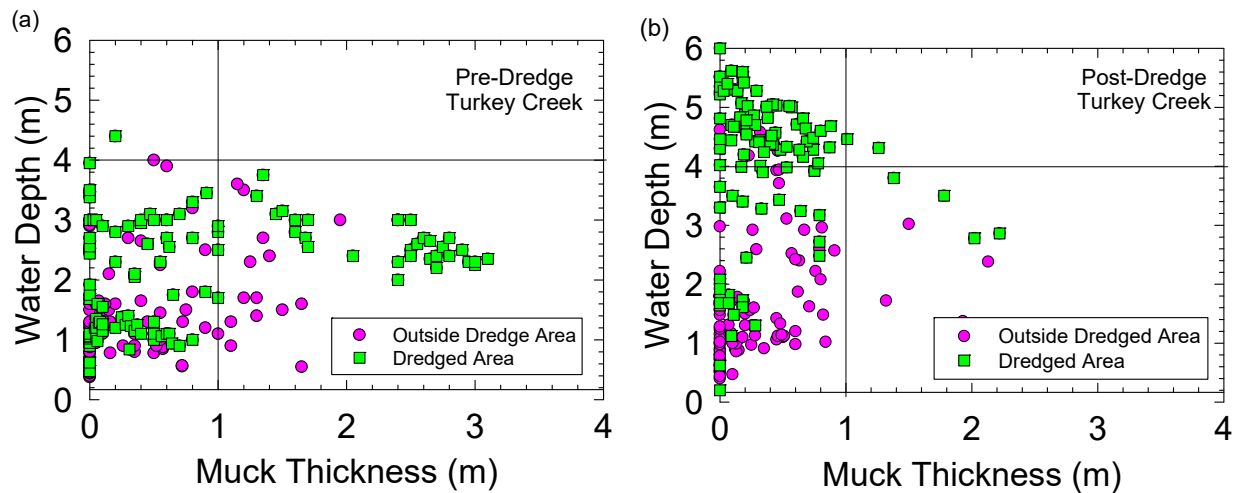 (a)
6
5
4
3
2
1
0
Water Depth (m)
Pre-Dredge
Turkey Creek
Outside Dredge Area
Dredged Area
0 1 2 3 4
Muck Thickness (m)
(b)
6
5
4
3
2
1
0
Water Depth (m)
Post-Dredge
Turkey Creek
Outside Dredged Area
Dredged Area
0 1 2 3 4
Muck Thickness (m)